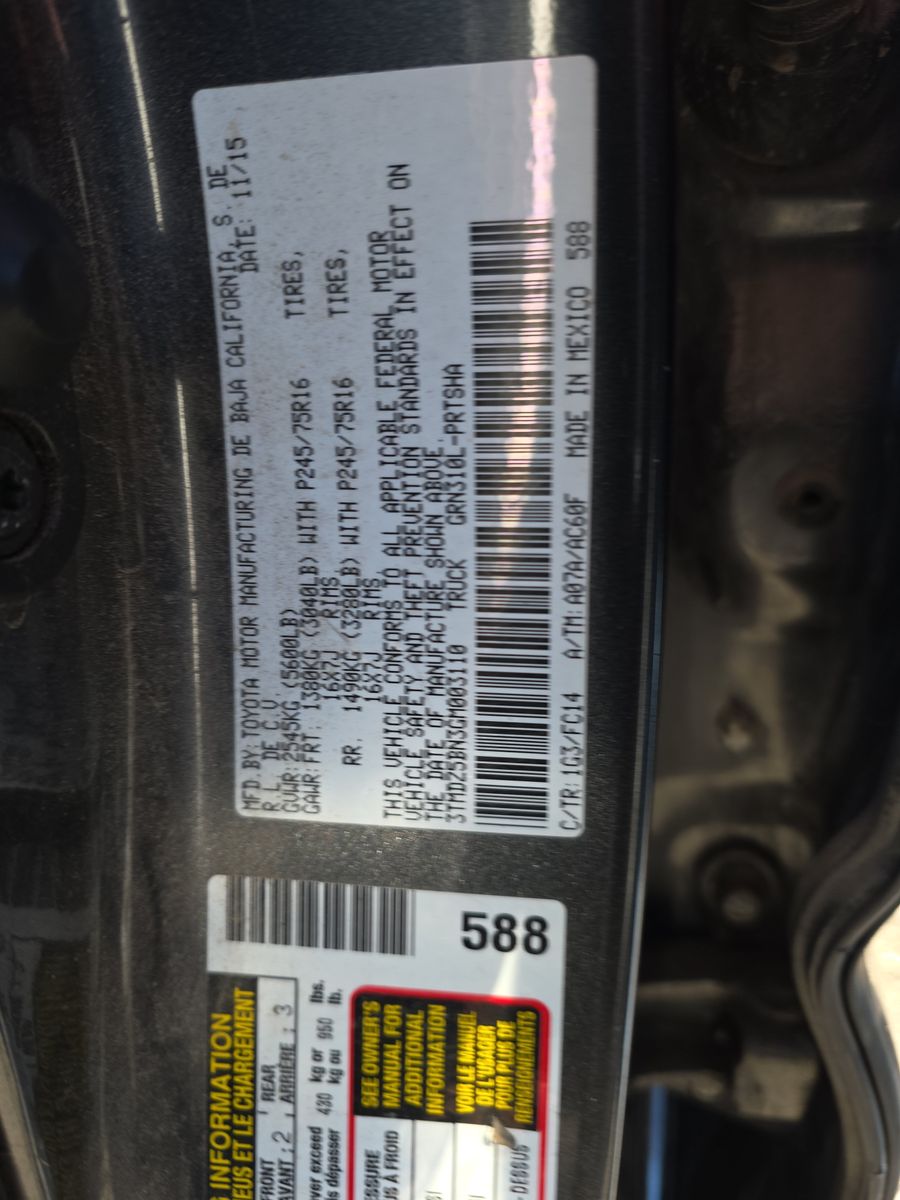 MFD.BY:TOYOTA MOTOR MANUFACTURING DE BAJA CALIFORNIA, S. DE
R. L. DE C. V. DATE: 11/15
GVWR:2545KG (5600LB)
GAWR:FRT. 1380KG (3040LB) WITH P245/75R16 TIRES,
16X7J RIMS
RR. 1490KG (3280LB) WITH P245/75R16 TIRES,
16X7J RIMS
THIS VEHICLE CONFORMS TO ALL APPLICABLE FEDERAL MOTOR
VEHICLE SAFETY AND THEFT PREVENTION STANDARDS IN EFFECT ON
THE DATE OF MANUFACTURE SHOWN ABOVE.
3TMDZ5BN3GM003110 TRUCK GRN310L-PRTSHA
C/TR:1G3/FC14 A/TM:A07A/AC60F MADE IN MEXICO 588
588
INFORMATION
ET LE CHARGEMENT
FRONT
AVANT : 2
REAR
ARRIÈRE : 3
exceed 430 kg or 950 lbs.
dépasser kg ou lb.
SEE OWNER'S
MANUAL FOR
ADDITIONAL
INFORMATION
VOIR LE MANUEL
DE L'USAGER
POUR PLUS DE
RENSEIGNEMENTS
À FROID